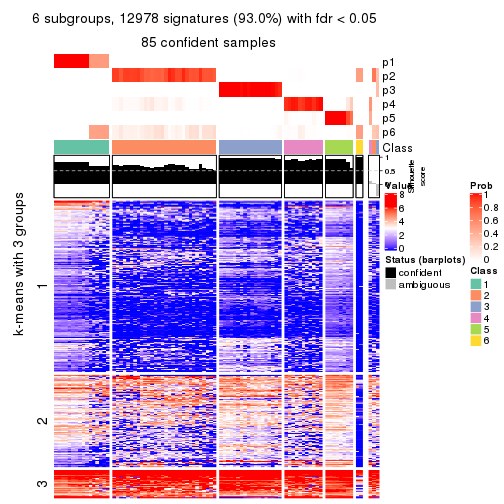 6 subgroups, 12978 signatures (93.0%) with fdr < 0.05
85 confident samples
p1
p2
p3
p4
p5
p6
Class
1
0.5
0
Silhouette
score
k-means with 3 groups
1
2
3
Value
8
6
4
2
0
Status (barplots)
confident
ambiguous
Prob
1
0.8
0.6
0.4
0.2
0
Class
1
2
3
4
5
6